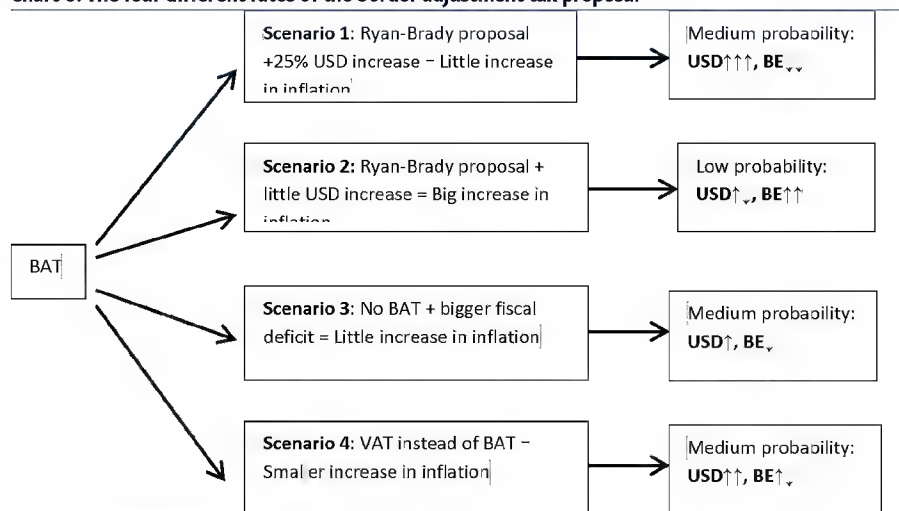 Chart 6: The four different fates of the border adjustment tax proposal
Scenario 1: Ryan-Brady proposal
+25% USD increase – Little increase
in inflation
Medium probability:
USD↑↑↑, BE↓↓
Scenario 2: Ryan-Brady proposal +
little USD increase = Big increase in
inflation
Low probability:
USD↑↓, BE↑↑
BAT
Scenario 3: No BAT + bigger fiscal
deficit = Little increase in inflation
Medium probability:
USD↑, BE↓
Scenario 4: VAT instead of BAT –
Smaller increase in inflation
Medium probability:
USD↑↑, BE↑↓